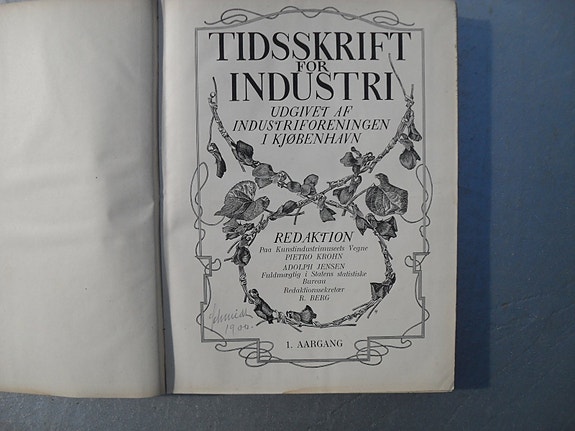 TIDSSKRIFT
FOR
INDUSTRI
UDGIVET AF
INDUSTRIFORENINGEN
I KJØBENHAVN
REDAKTION
Paa Kunstindustrimuseets Vegne
PIETRO KROHN
ADOLPH JENSEN
Fuldmægtig i Statens statistiske
Bureau
Redaktionssekretær
R. BERG
Schmidt
1900.
1. AARGANG